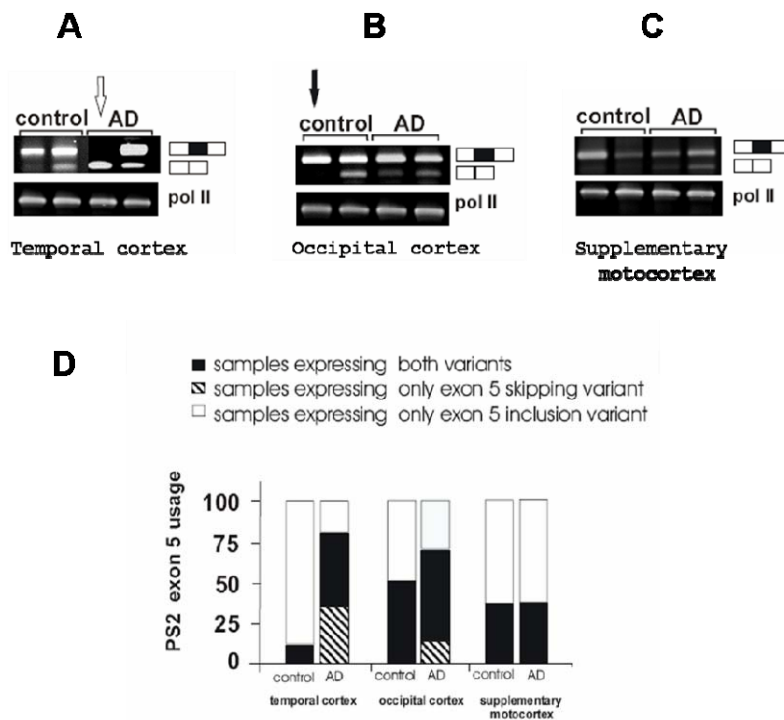 A
B
C
control AD
pol II
Temporal cortex
control AD
pol II
Occipital cortex
control AD
pol II
Supplementary
motocortex
D
samples expressing both variants
samples expressing only exon 5 skipping variant
samples expressing only exon 5 inclusion variant
PS2 exon 5 usage
100
75
50
25
0
control AD control AD control AD
temporal cortex occipital cortex supplementary
motocortex